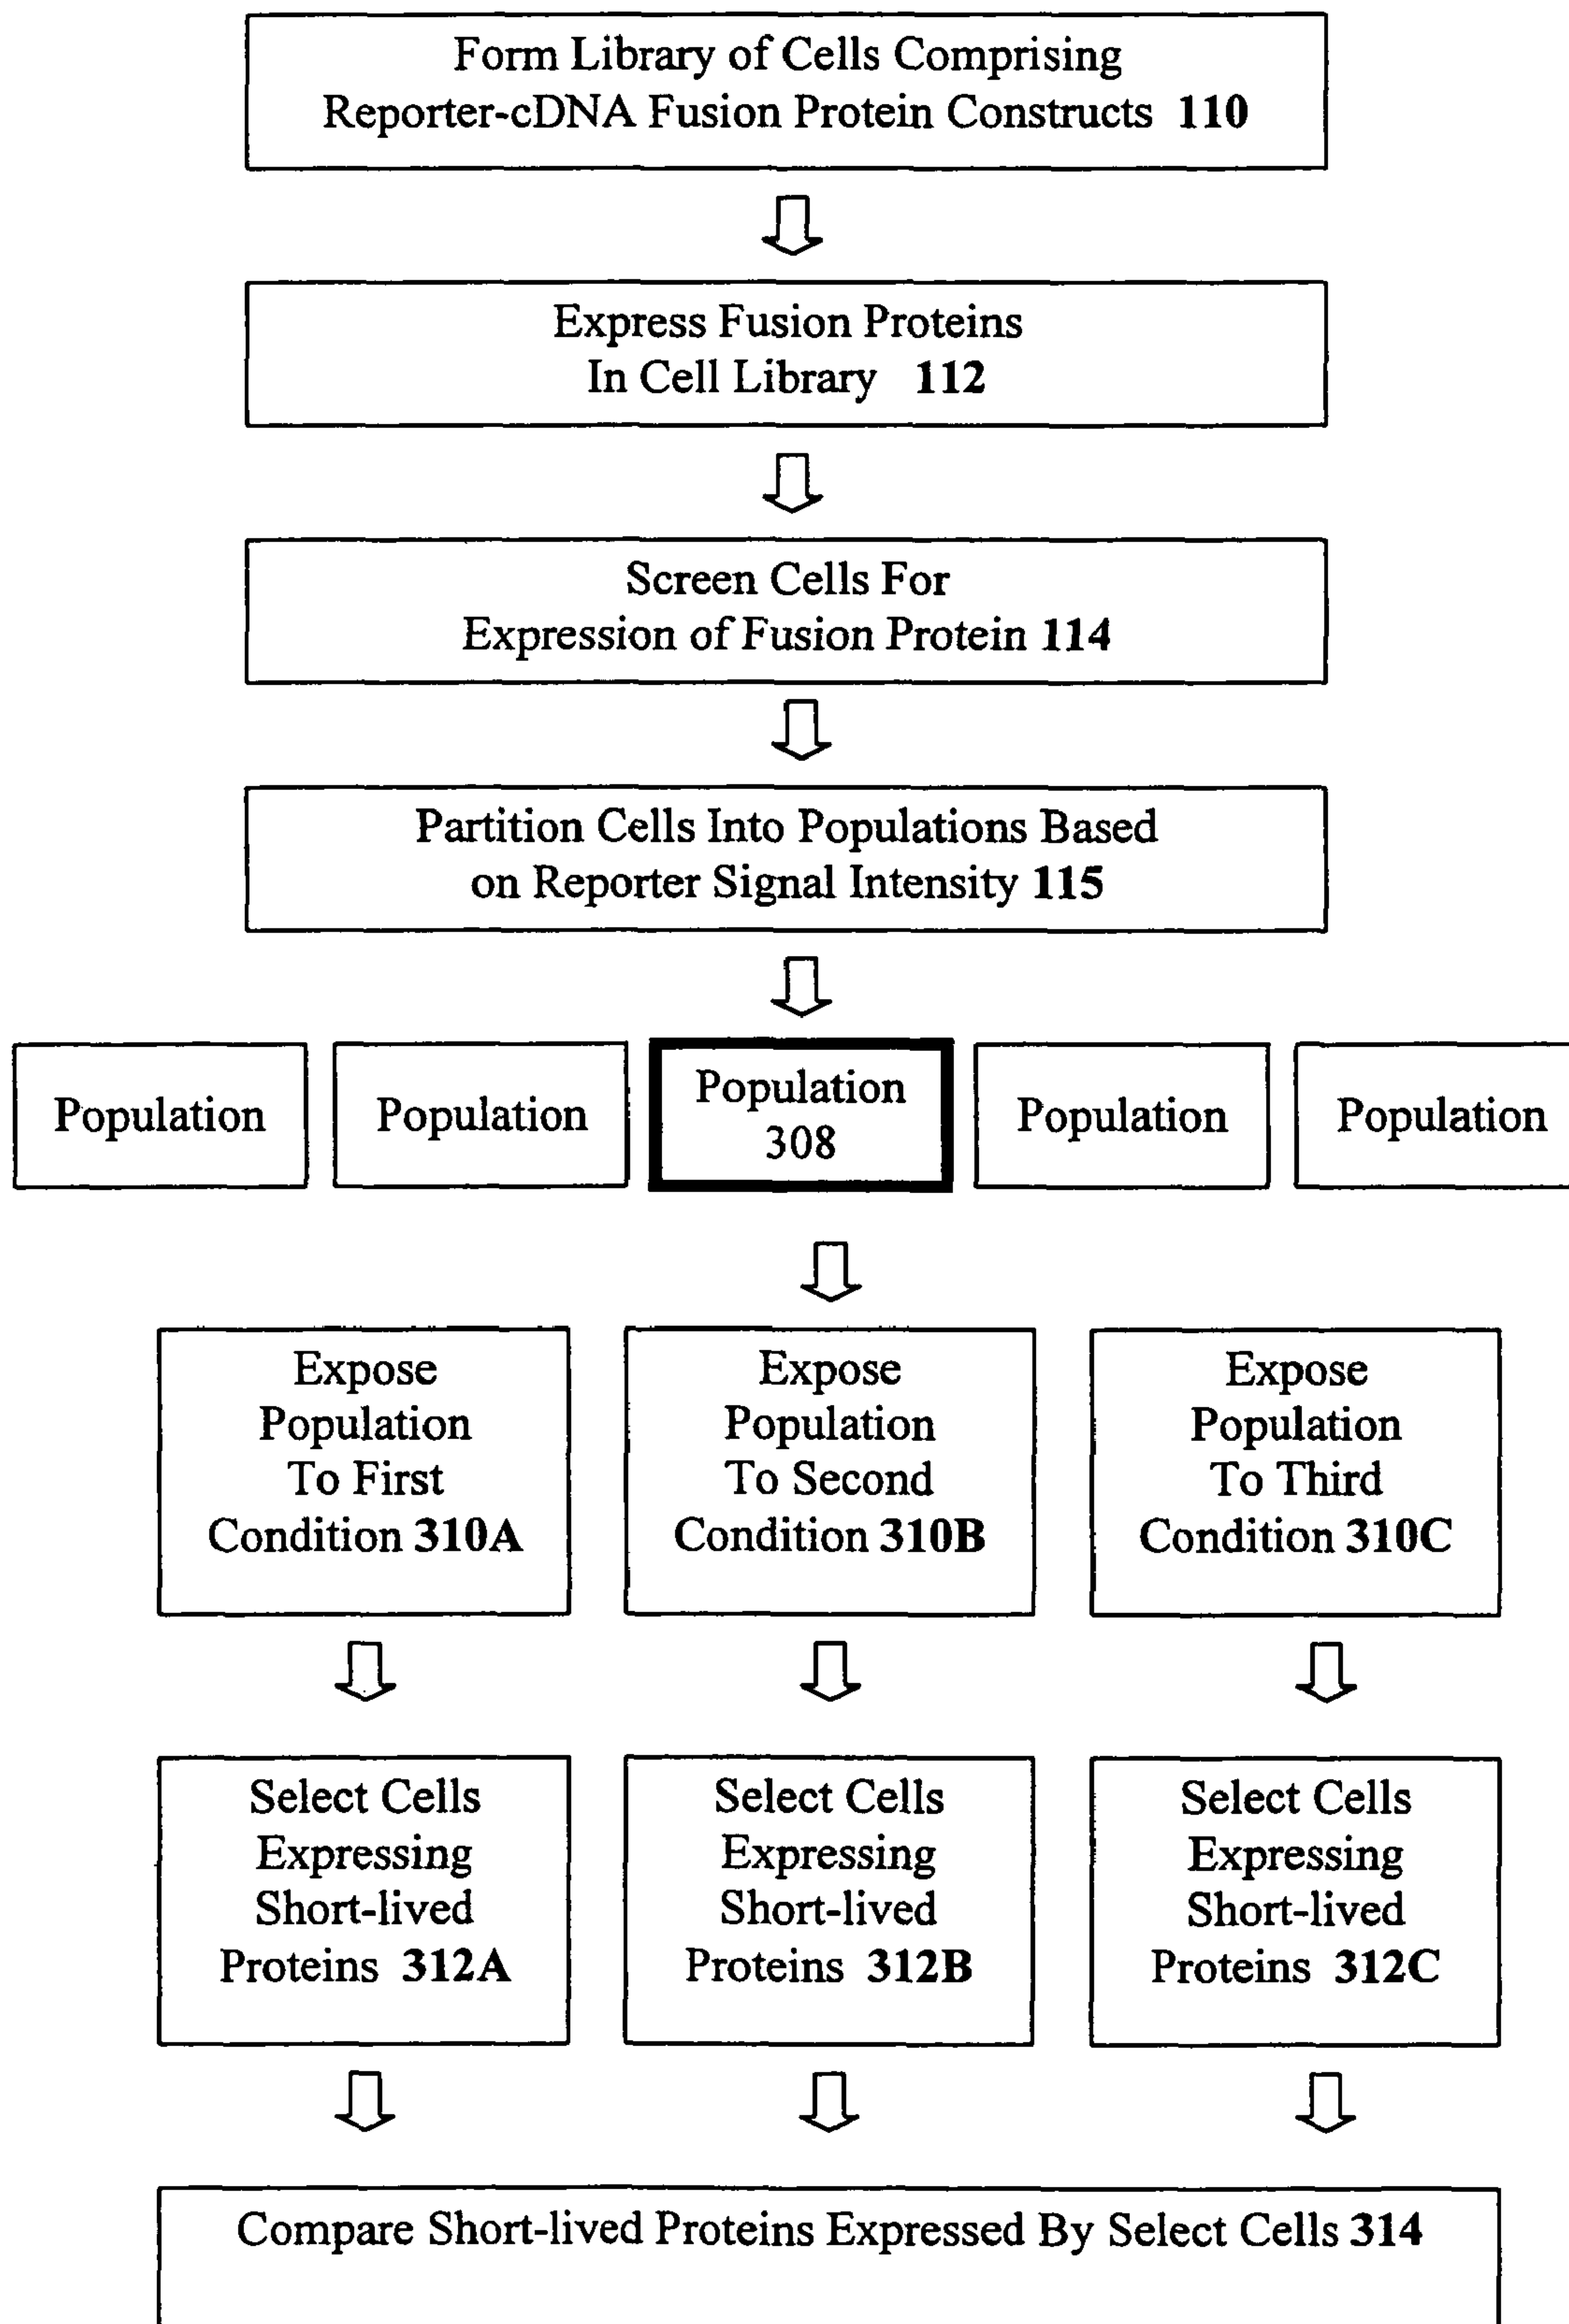 Form Library of Cells Comprising
Reporter-cDNA Fusion Protein Constructs 110
Express Fusion Proteins
In Cell Library 112
Screen Cells For
Expression of Fusion Protein 114
Partition Cells Into Populations Based
on Reporter Signal Intensity 115
Population
Population
Population
308
Population
Population
Expose
Population
To First
Condition 310A
Expose
Population
To Second
Condition 310B
Expose
Population
To Third
Condition 310C
Select Cells
Expressing
Short-lived
Proteins 312A
Select Cells
Expressing
Short-lived
Proteins 312B
Select Cells
Expressing
Short-lived
Proteins 312C
Compare Short-lived Proteins Expressed By Select Cells 314